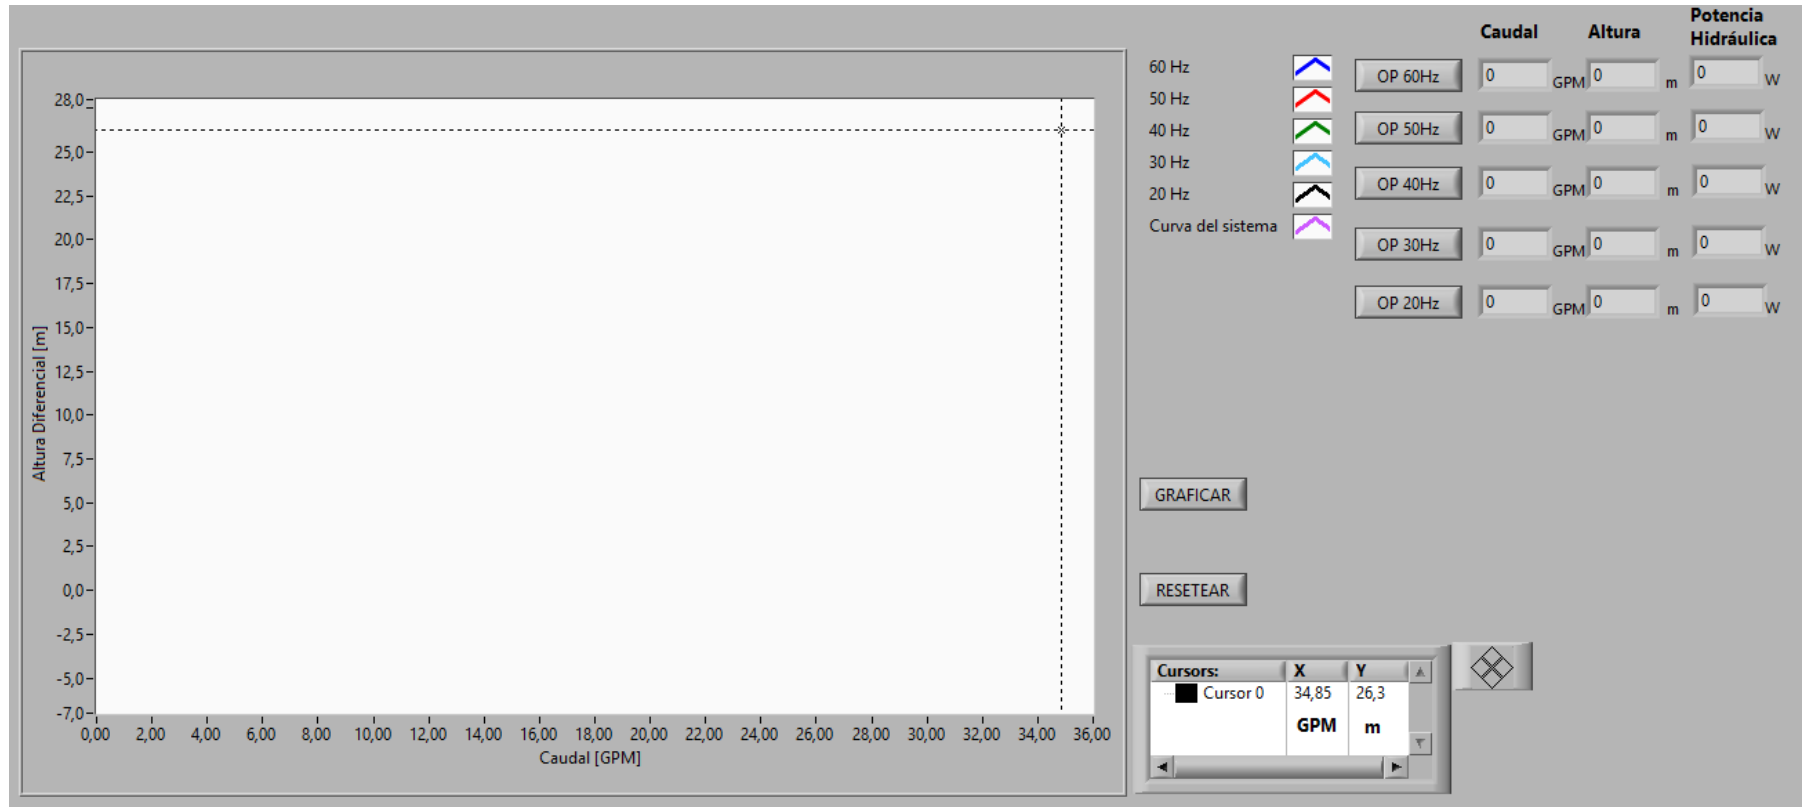 Caudal Altura Potencia Hidráulica
60 Hz OP 60Hz 0 GPM 0 m 0 W
50 Hz OP 50Hz 0 GPM 0 m 0 W
40 Hz OP 40Hz 0 GPM 0 m 0 W
30 Hz OP 30Hz 0 GPM 0 m 0 W
20 Hz OP 20Hz 0 GPM 0 m 0 W
Curva del sistema
28,0
25,0
22,5
20,0
17,5
15,0
12,5
10,0
7,5
5,0
2,5
0,0
-2,5
-5,0
-7,0
Altura Diferencial [m]
0,00 2,00 4,00 6,00 8,00 10,00 12,00 14,00 16,00 18,00 20,00 22,00 24,00 26,00 28,00 30,00 32,00 34,00 36,00
Caudal [GPM]
GRAFICAR
RESETEAR
Cursors: X Y
Cursor 0 34,85 26,3
GPM m